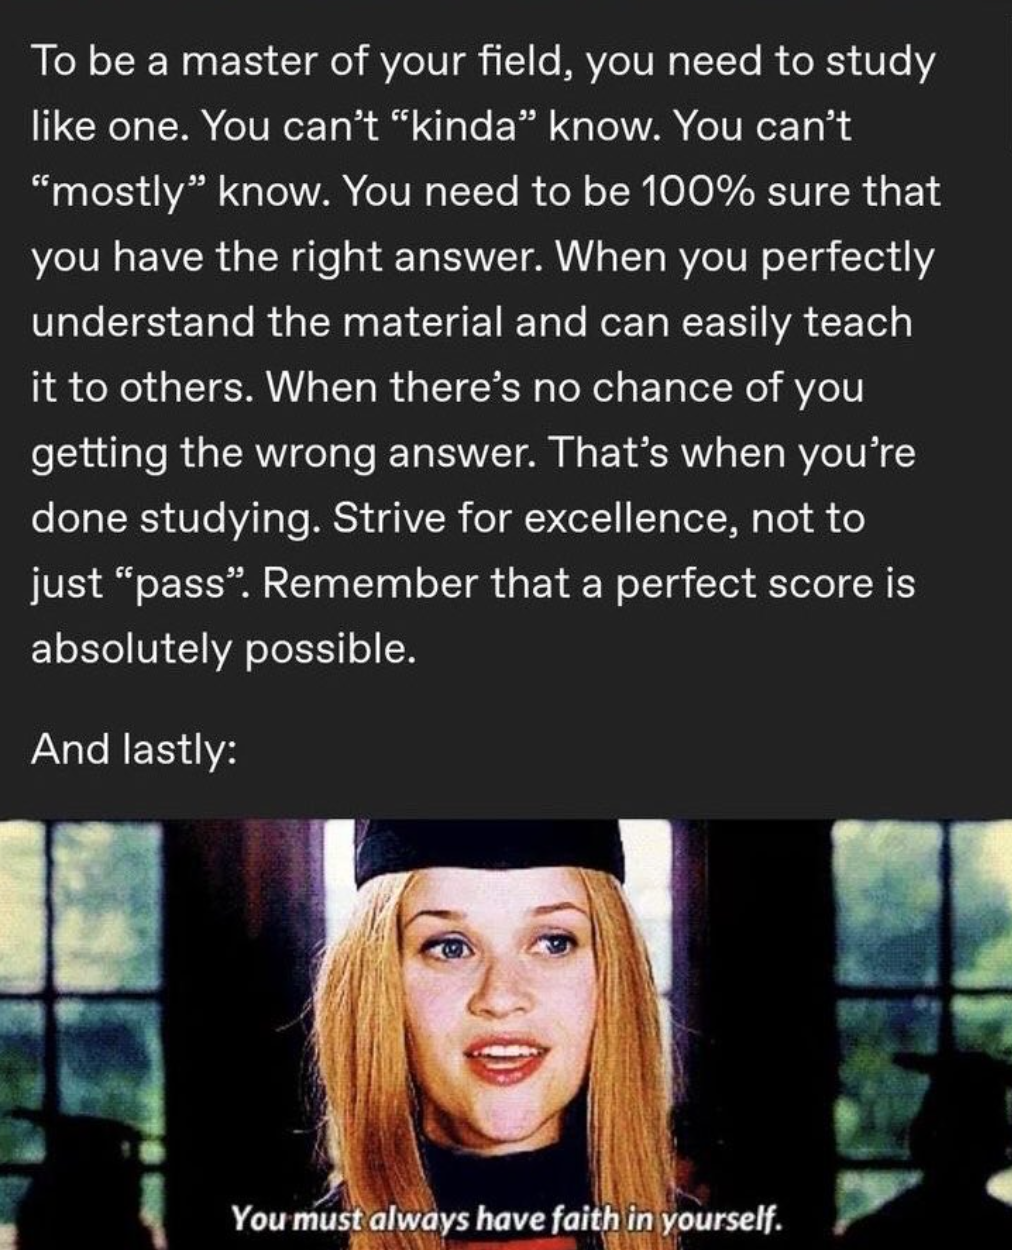 To be a master of your field, you need to study
like one. You can’t “kinda” know. You can’t
“mostly” know. You need to be 100% sure that
you have the right answer. When you perfectly
understand the material and can easily teach
it to others. When there’s no chance of you
getting the wrong answer. That’s when you’re
done studying. Strive for excellence, not to
just “pass”. Remember that a perfect score is
absolutely possible.
And lastly:
You must always have faith in yourself.